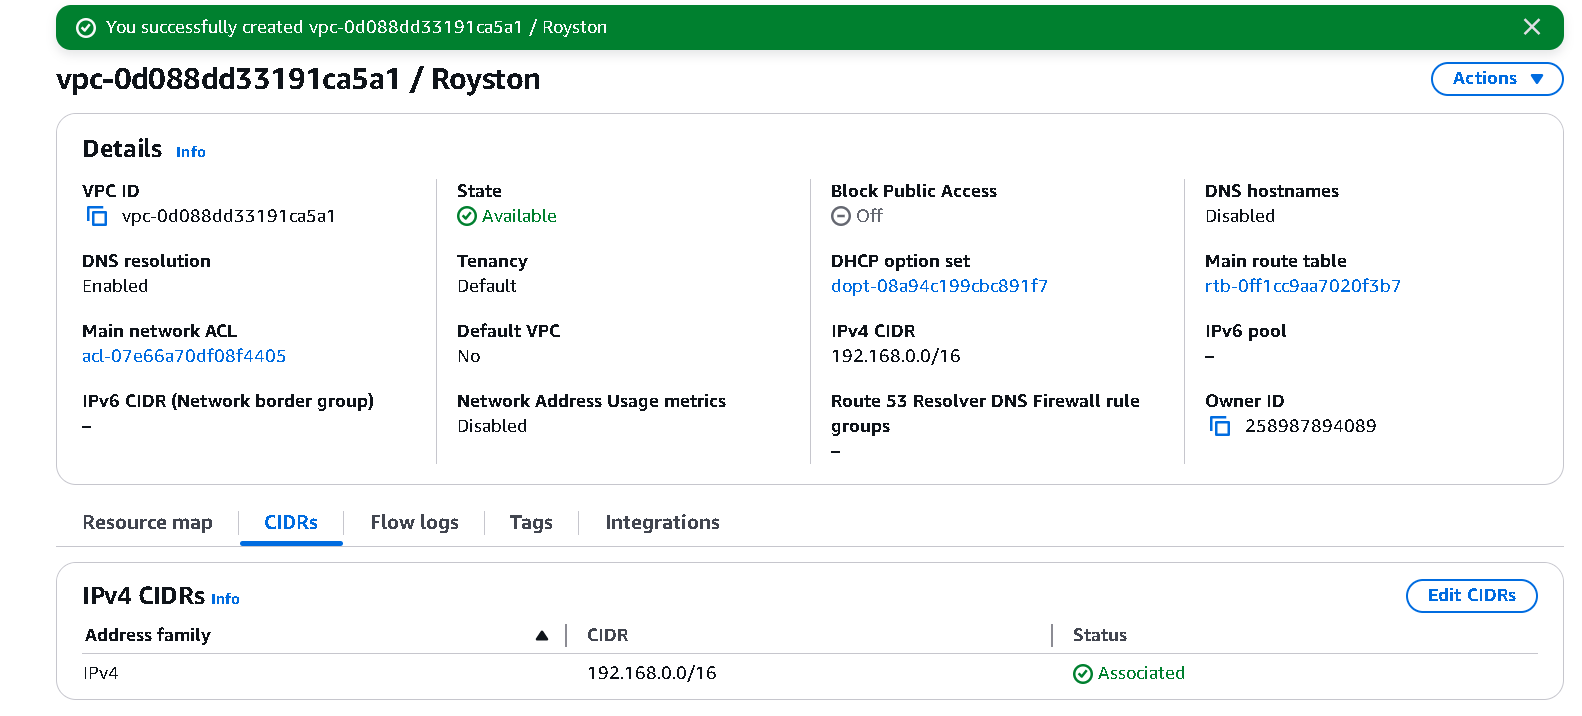 You successfully created vpc-0d088dd33191ca5a1 / Royston
vpc-0d088dd33191ca5a1 / Royston
Actions
Details Info
VPC ID
vpc-0d088dd33191ca5a1
State
Available
Block Public Access
Off
DNS hostnames
Disabled
DNS resolution
Enabled
Tenancy
Default
DHCP option set
dopt-08a94c199cbc891f7
Main route table
rtb-0ff1cc9aa7020f3b7
Main network ACL
acl-07e66a70df08f4405
Default VPC
No
IPv4 CIDR
192.168.0.0/16
IPv6 pool
–
IPv6 CIDR (Network border group)
–
Network Address Usage metrics
Disabled
Route 53 Resolver DNS Firewall rule
groups
–
Owner ID
258987894089
Resource map CIDRs Flow logs Tags Integrations
IPv4 CIDRs Info
Edit CIDRs
Address family CIDR Status
IPv4 192.168.0.0/16 Associated